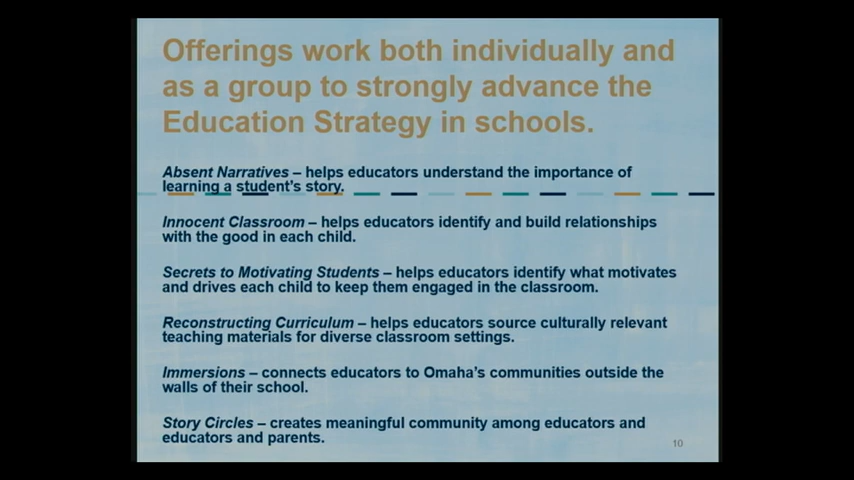 Offerings work both individually and
as a group to strongly advance the
Education Strategy in schools.
Absent Narratives – helps educators understand the importance of
learning a student's story.
Innocent Classroom – helps educators identify and build relationships
with the good in each child.
Secrets to Motivating Students – helps educators identify what motivates
and drives each child to keep them engaged in the classroom.
Reconstructing Curriculum – helps educators source culturally relevant
teaching materials for diverse classroom settings.
Immersions – connects educators to Omaha's communities outside the
walls of their school.
Story Circles – creates meaningful community among educators and
educators and parents.
10